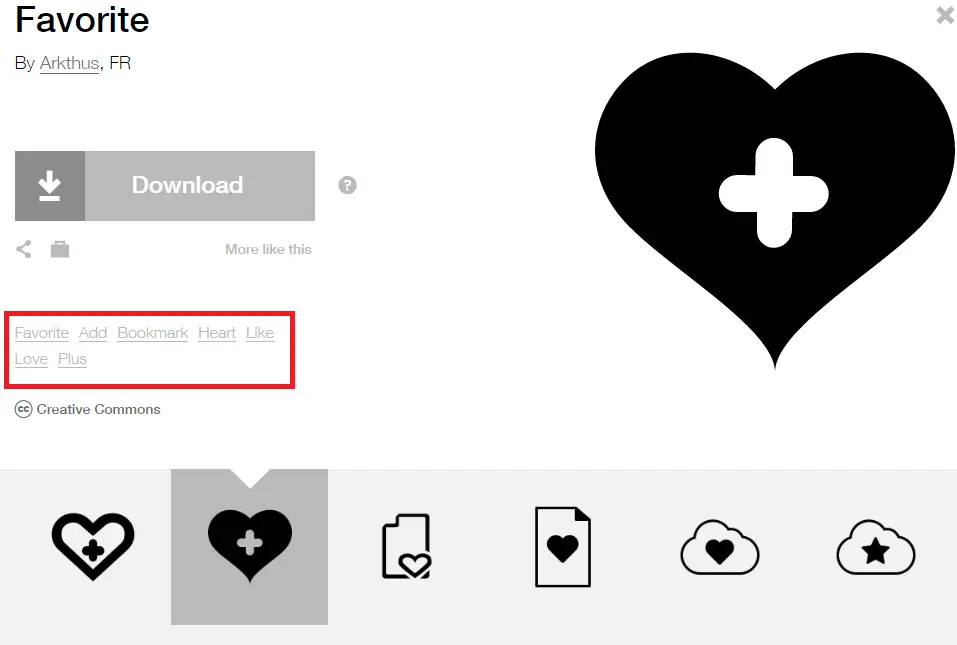 Favorite
By Arkthus, FR
Download
?
More like this
Favorite Add Bookmark Heart Like
Love Plus
cc Creative Commons